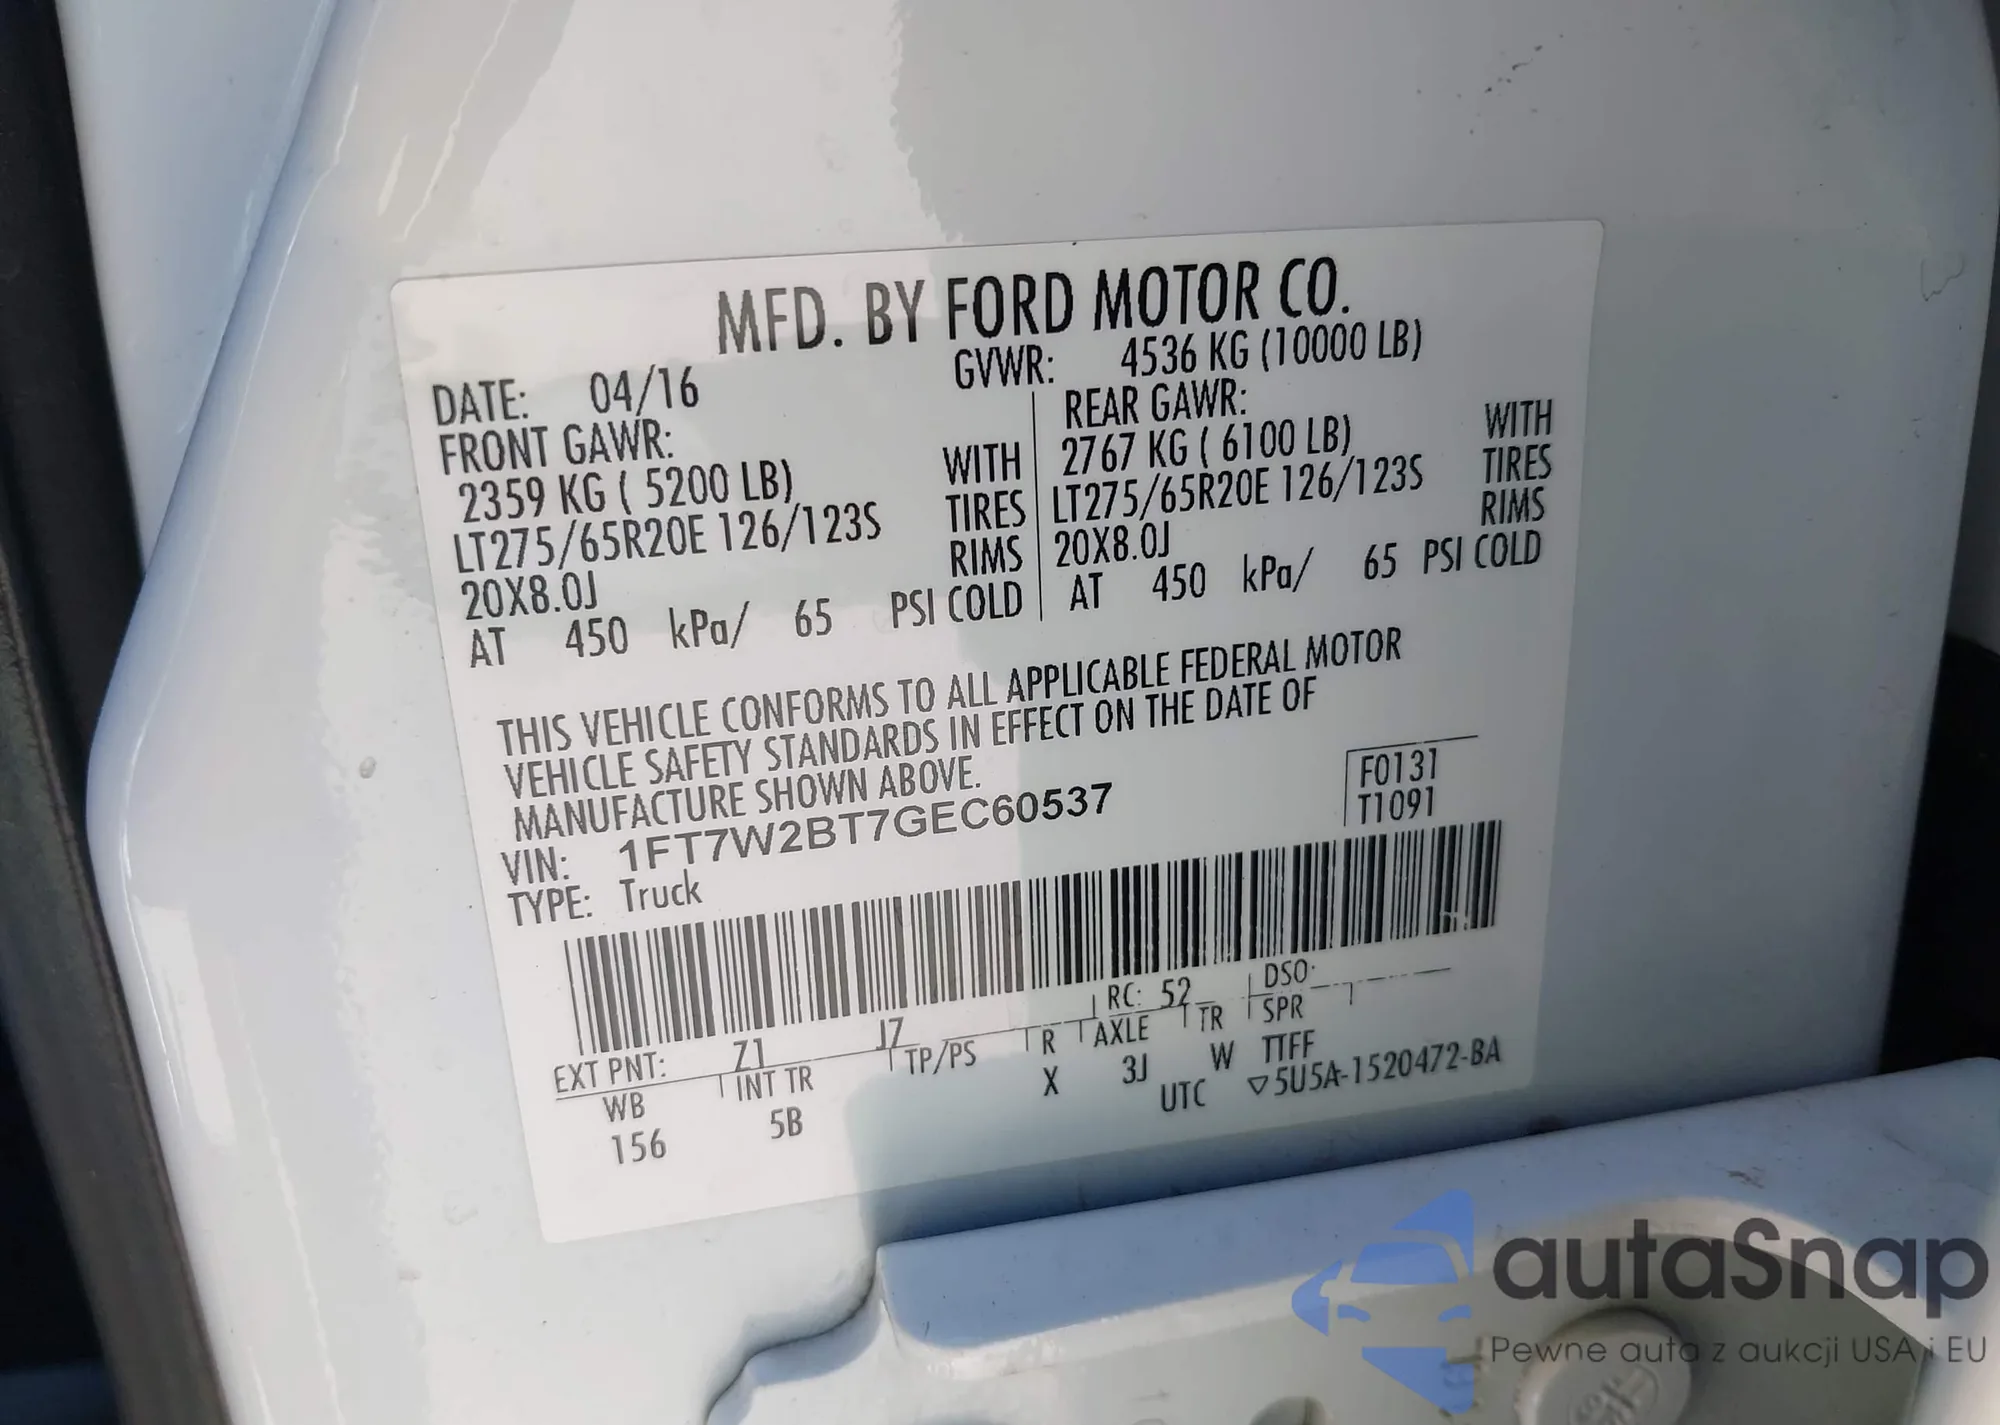 MFD. BY FORD MOTOR CO.
DATE: 04/16 GVWR: 4536 KG (10000 LB)
FRONT GAWR:
2359 KG ( 5200 LB) WITH
LT275/65R20E 126/123S TIRES
20X8.0J RIMS
AT 450 kPa/ 65 PSI COLD
REAR GAWR:
2767 KG ( 6100 LB) WITH
LT275/65R20E 126/123S TIRES
20X8.0J RIMS
AT 450 kPa/ 65 PSI COLD
THIS VEHICLE CONFORMS TO ALL APPLICABLE FEDERAL MOTOR
VEHICLE SAFETY STANDARDS IN EFFECT ON THE DATE OF
MANUFACTURE SHOWN ABOVE.
F0131
T1091
VIN: 1FT7W2BT7GEC60537
TYPE: Truck
EXT PNT: Z1 J7 RC: 52 DSO:
WB INT TR TP/PS R AXLE TR SPR
156 5B X 3J W TTFF
UTC ▽5U5A-1520472-BA
autaSnap
Pewne auta z aukcji USA i EU